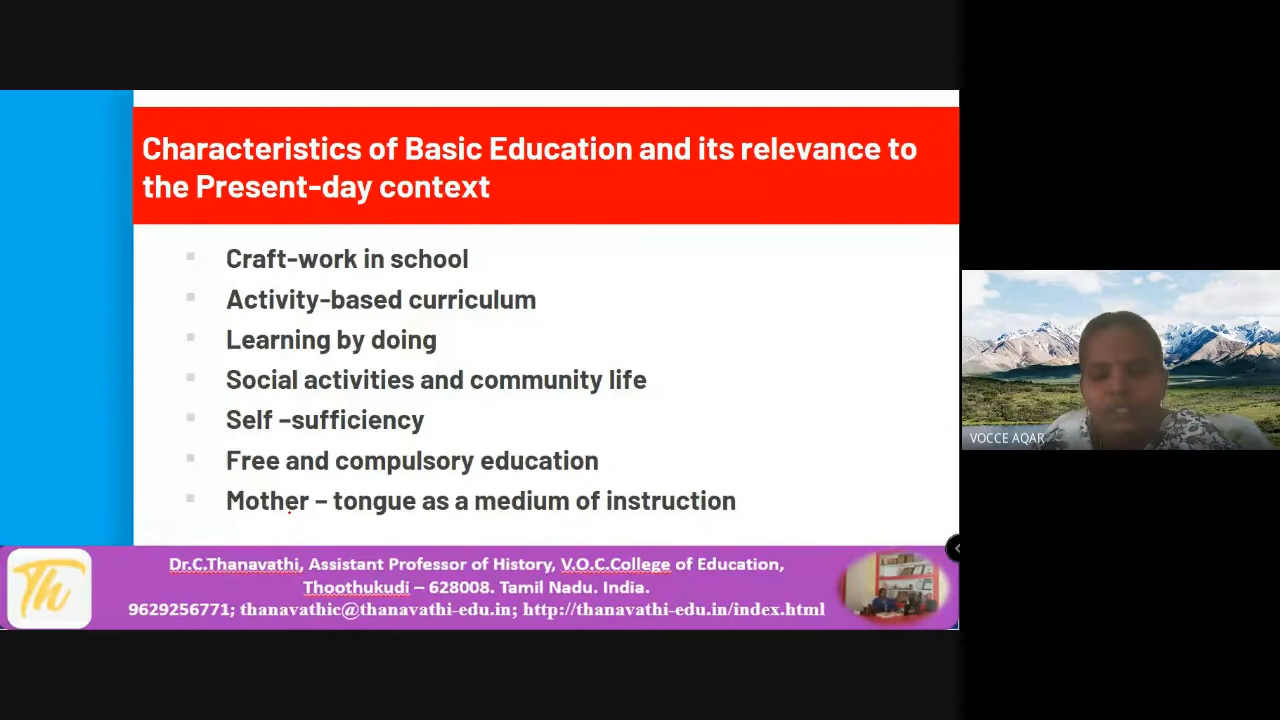 Characteristics of Basic Education and its relevance to
the Present-day context
Craft-work in school
Activity-based curriculum
Learning by doing
Social activities and community life
Self –sufficiency
Free and compulsory education
Mother – tongue as a medium of instruction
VOCCE AQAR
Th
Dr.C.Thanavathi, Assistant Professor of History, V.O.C.College of Education,
Thoothukudi – 628008. Tamil Nadu. India.
9629256771; thanavathic@thanavathi-edu.in; http://thanavathi-edu.in/index.html